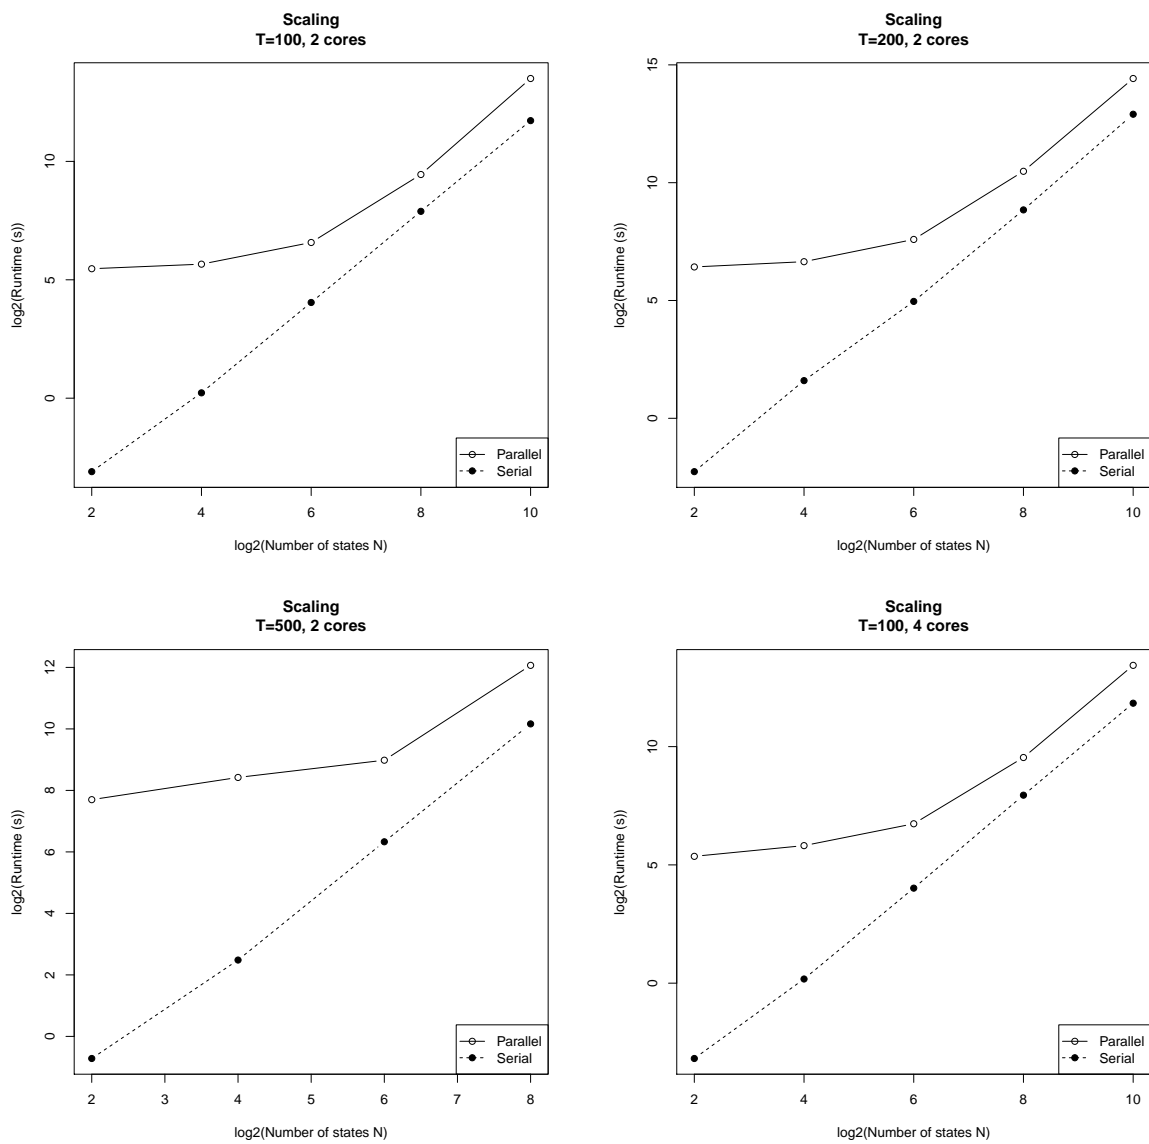 Scaling
T=100, 2 cores
log2(Runtime (s))
10
5
0
2 4 6 8 10
log2(Number of states N)
Parallel
Serial
Scaling
T=200, 2 cores
log2(Runtime (s))
15
10
5
0
2 4 6 8 10
log2(Number of states N)
Parallel
Serial
Scaling
T=500, 2 cores
log2(Runtime (s))
12
10
8
6
4
2
0
2 3 4 5 6 7 8
log2(Number of states N)
Parallel
Serial
Scaling
T=100, 4 cores
log2(Runtime (s))
10
5
0
2 4 6 8 10
log2(Number of states N)
Parallel
Serial